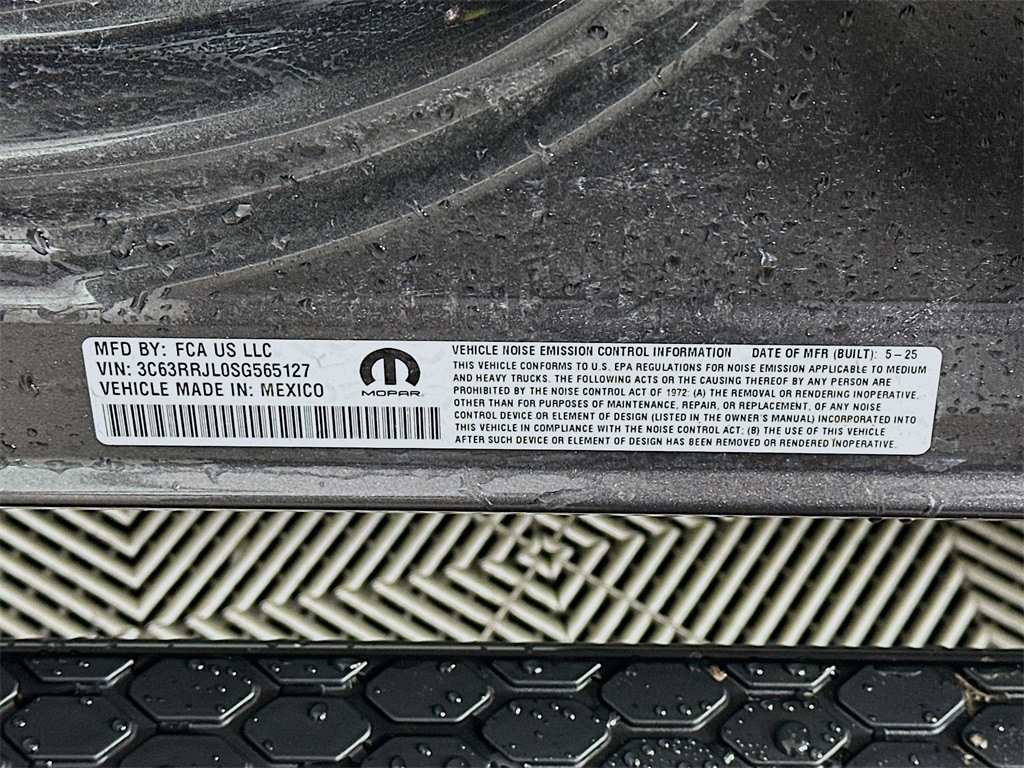 MFD BY: FCA US LLC
VIN: 3C63RRJL0SG565127
VEHICLE MADE IN: MEXICO
MOPAR
VEHICLE NOISE EMISSION CONTROL INFORMATION DATE OF MFR (BUILT): 5-25
THIS VEHICLE CONFORMS TO U.S. EPA REGULATIONS FOR NOISE EMISSION APPLICABLE TO MEDIUM
AND HEAVY TRUCKS. THE FOLLOWING ACTS OR THE CAUSING THEREOF BY ANY PERSON ARE
PROHIBITED BY THE NOISE CONTROL ACT OF 1972: (A) THE REMOVAL OR RENDERING INOPERATIVE,
OTHER THAN FOR PURPOSES OF MAINTENANCE, REPAIR, OR REPLACEMENT, OF ANY NOISE
CONTROL DEVICE OR ELEMENT OF DESIGN (LISTED IN THE OWNER'S MANUAL) INCORPORATED INTO
THIS VEHICLE IN COMPLIANCE WITH THE NOISE CONTROL ACT; (B) THE USE OF THIS VEHICLE
AFTER SUCH DEVICE OR ELEMENT OF DESIGN HAS BEEN REMOVED OR RENDERED INOPERATIVE.